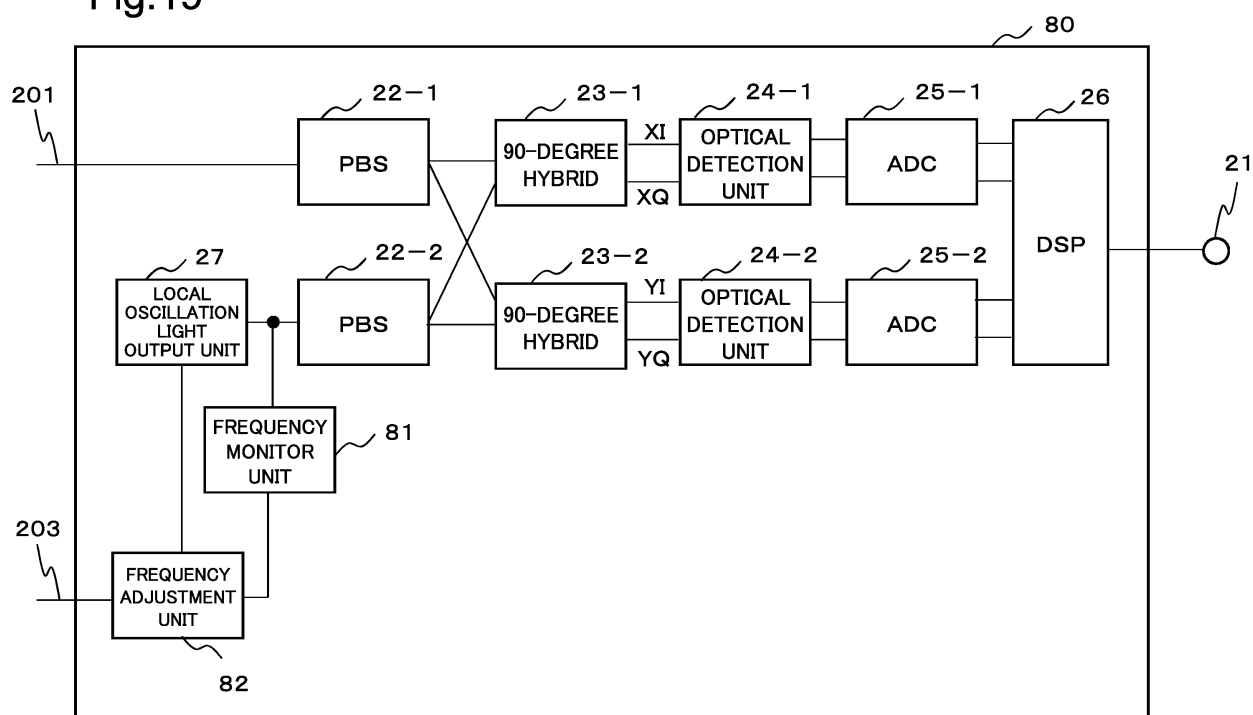 Fig.19
80
201
22-1
23-1
24-1
25-1
26
PBS
90-DEGREE
HYBRID
XI
XQ
OPTICAL
DETECTION
UNIT
ADC
DSP
21
27
22-2
23-2
24-2
25-2
LOCAL
OSCILLATION
LIGHT
OUTPUT UNIT
PBS
90-DEGREE
HYBRID
YI
YQ
OPTICAL
DETECTION
UNIT
ADC
FREQUENCY
MONITOR
UNIT
81
203
FREQUENCY
ADJUSTMENT
UNIT
82